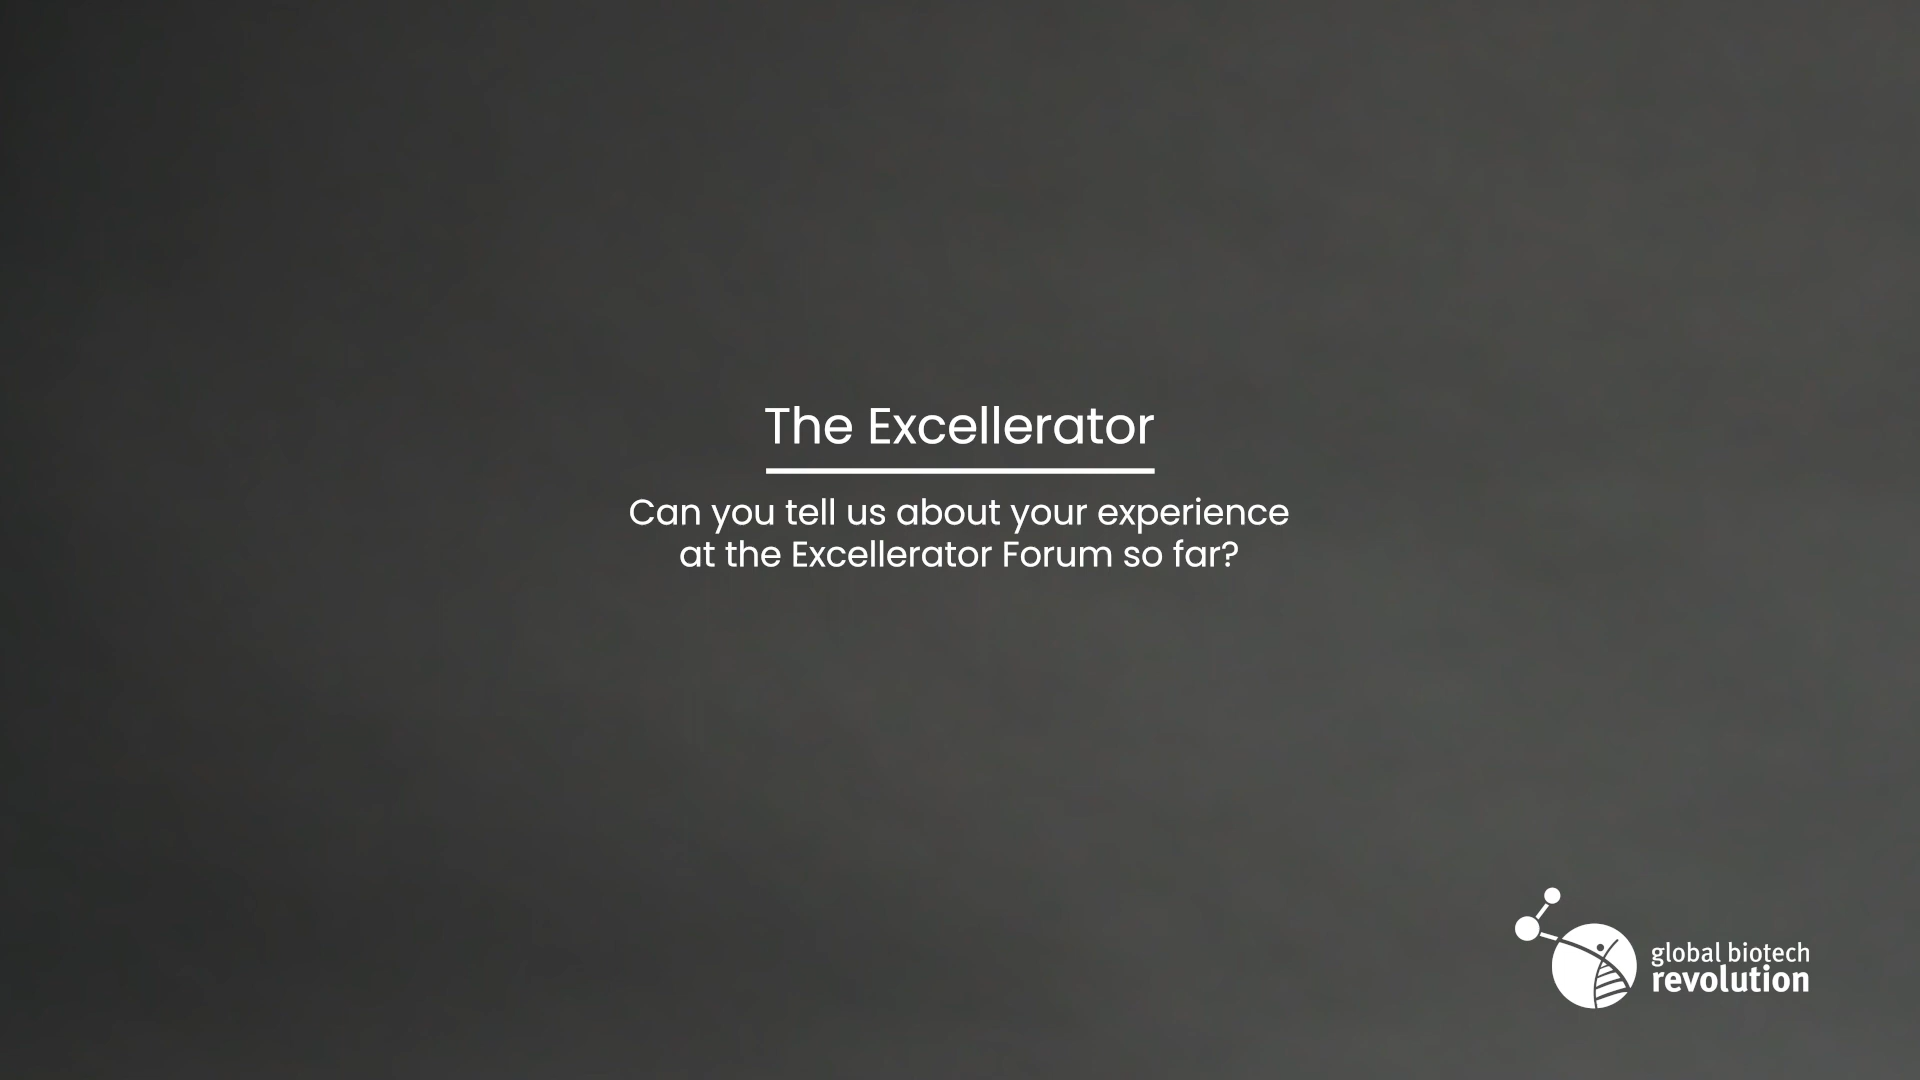 The Excellerator
Can you tell us about your experience
at the Excellerator Forum so far?
global biotech
revolution